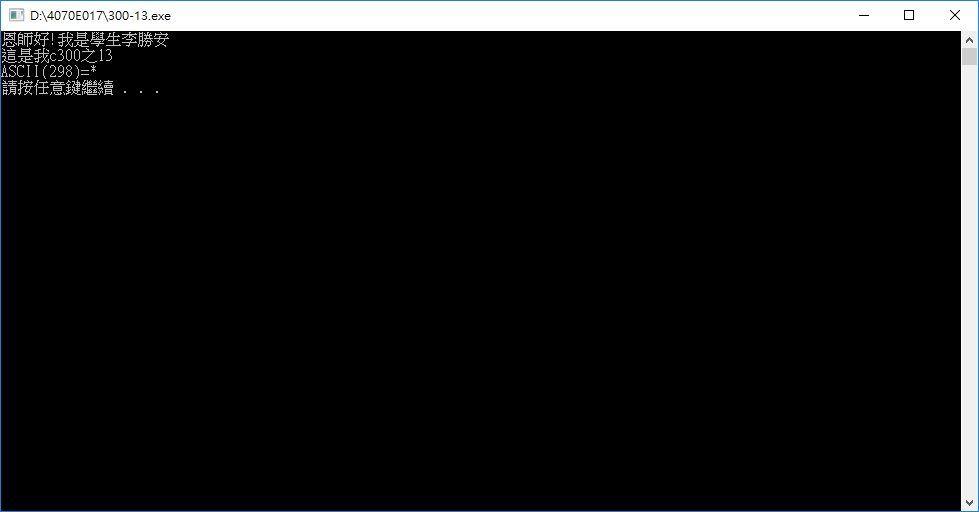 D:\4070E017\300-13.exe
恩師好!我是學生李勝安
這是我c300之13
ASCII(298)=*
請按任意鍵繼續 . . .